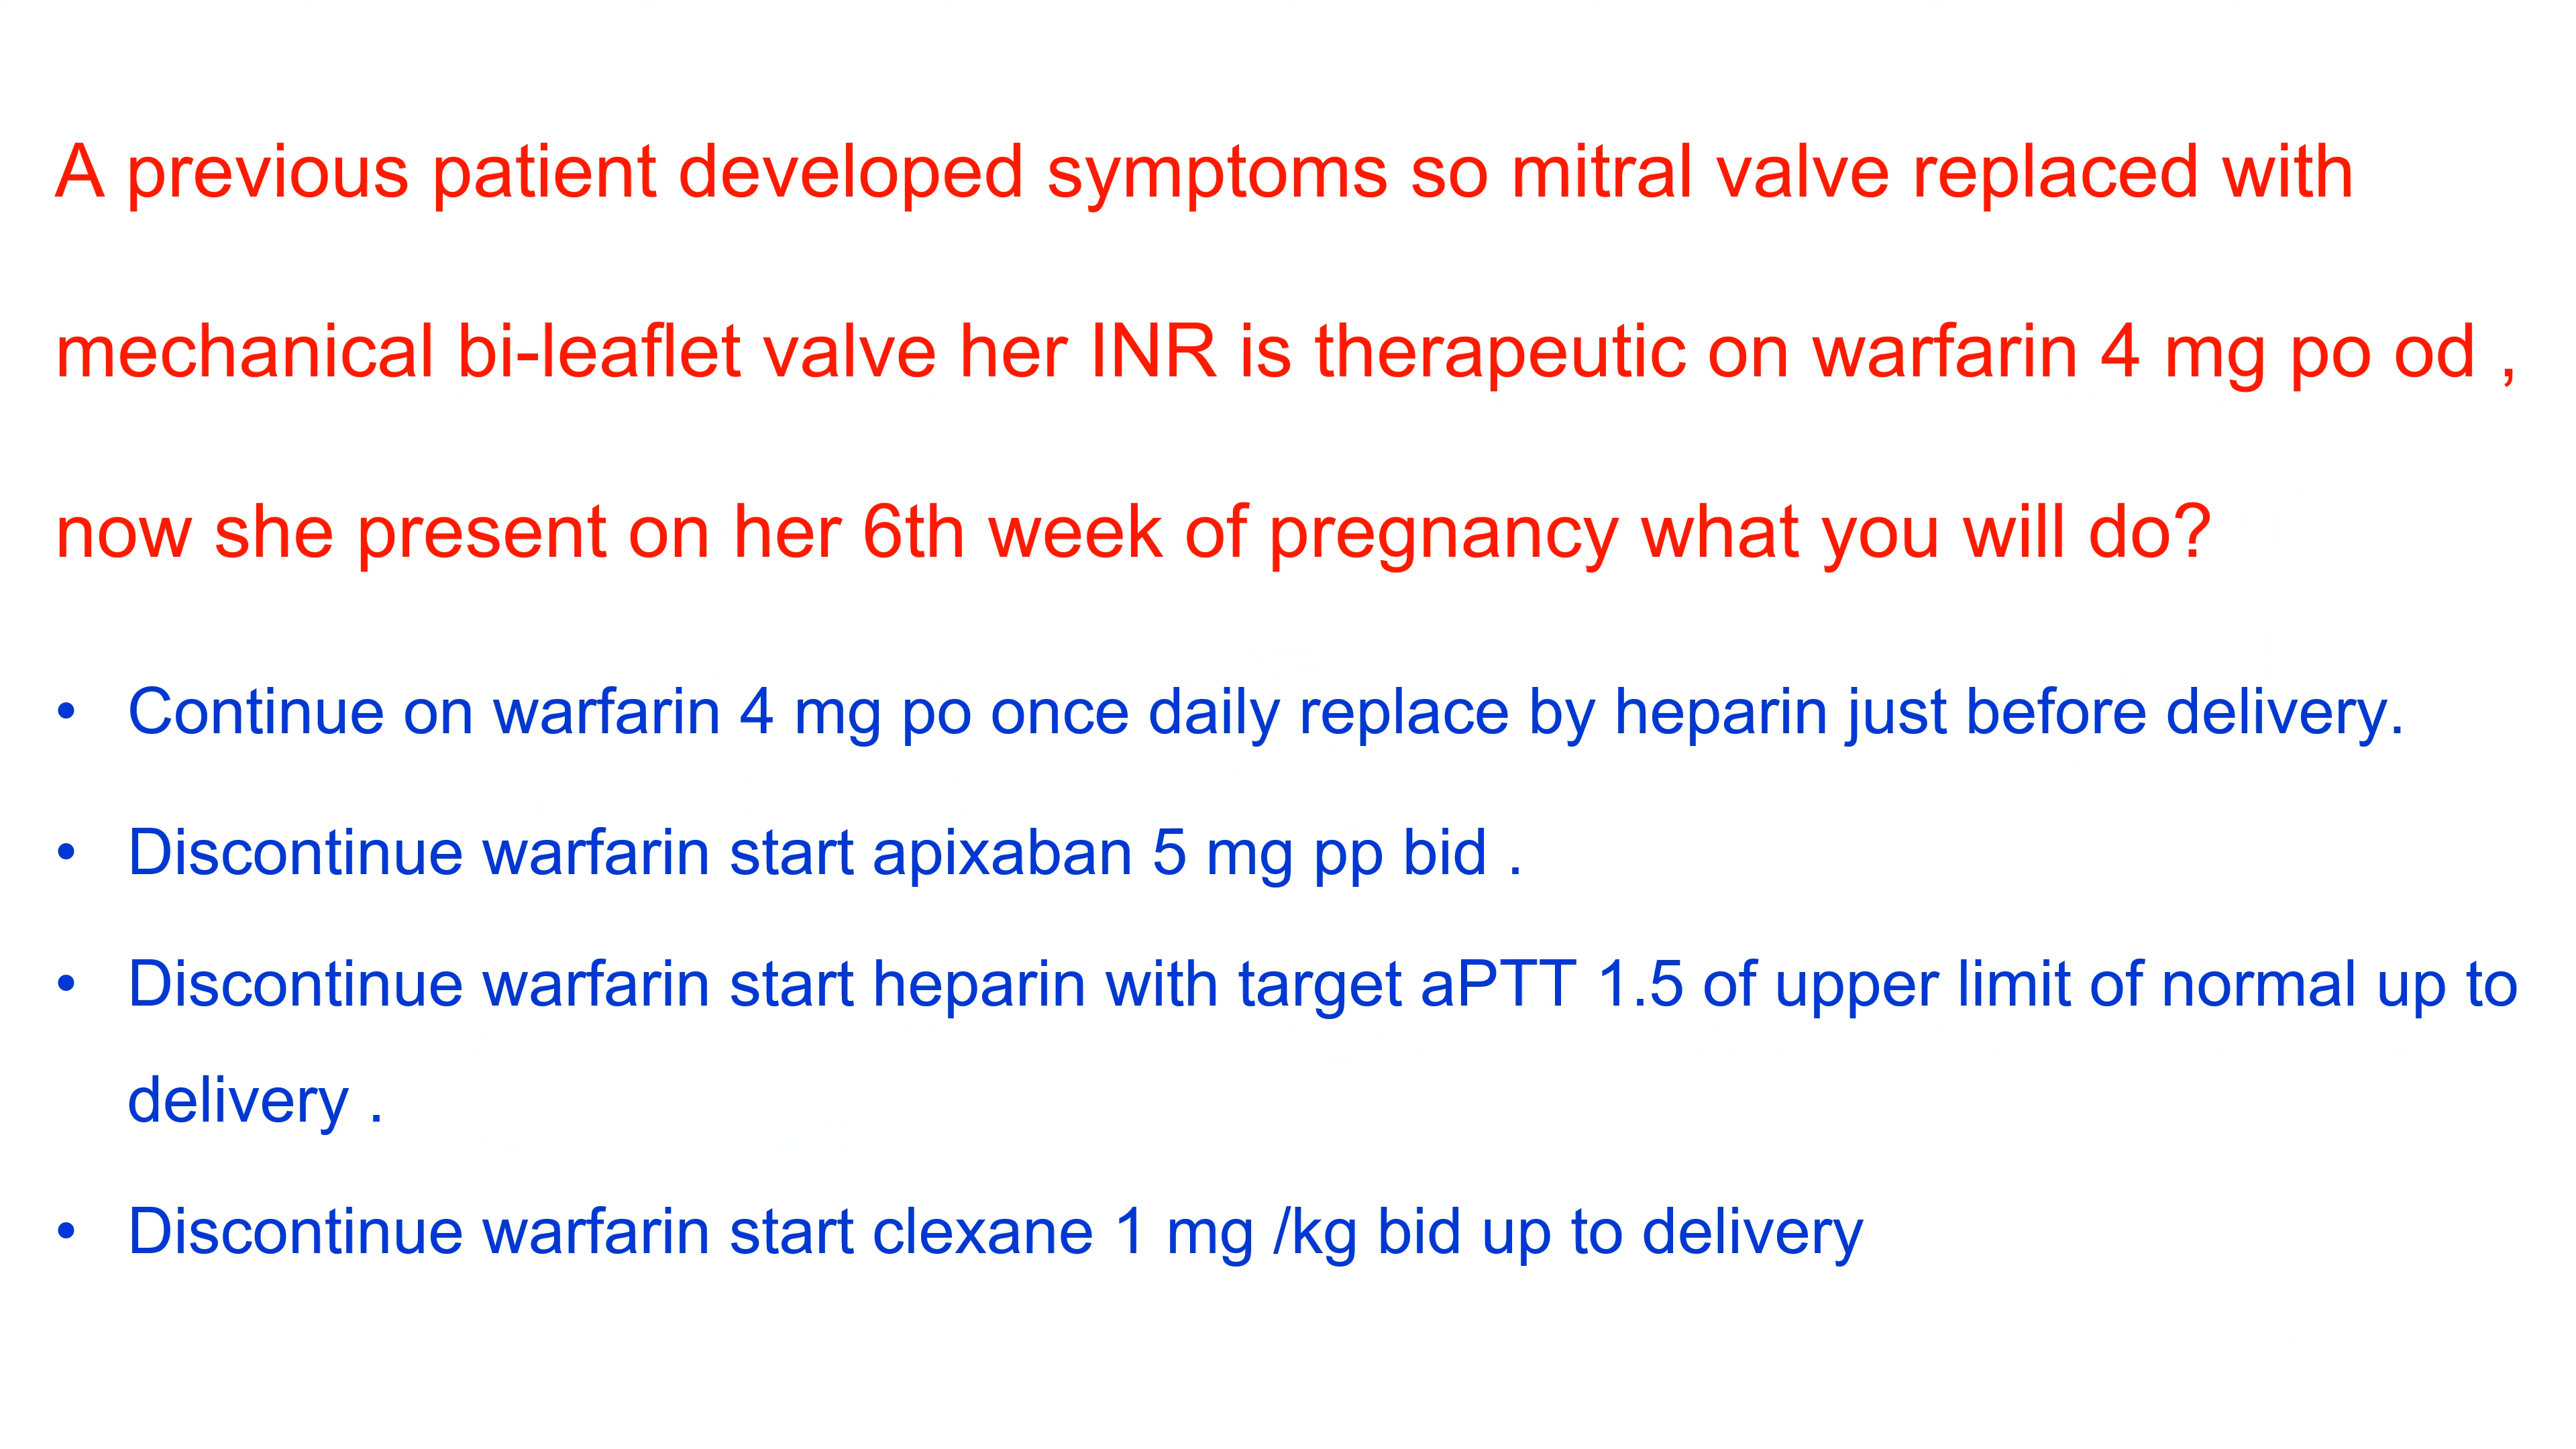 A previous patient developed symptoms so mitral valve replaced with
mechanical bi-leaflet valve her INR is therapeutic on warfarin 4 mg po od ,
now she present on her 6th week of pregnancy what you will do?
• Continue on warfarin 4 mg po once daily replace by heparin just before delivery.
• Discontinue warfarin start apixaban 5 mg pp bid .
• Discontinue warfarin start heparin with target aPTT 1.5 of upper limit of normal up to
delivery .
• Discontinue warfarin start clexane 1 mg /kg bid up to delivery